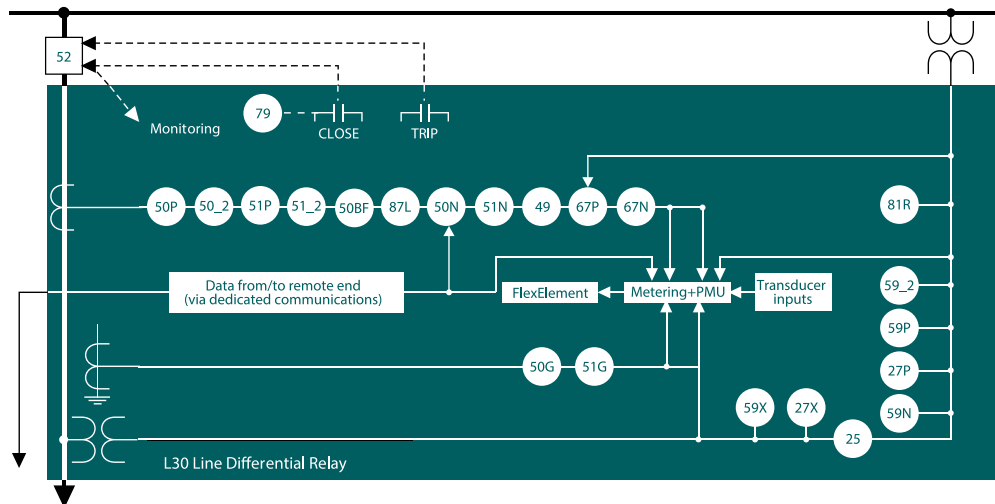 52
79
Monitoring
CLOSE
TRIP
50P
50_2
51P
51_2
50BF
87L
50N
51N
49
67P
67N
81R
Data from/to remote end
(via dedicated communications)
FlexElement
Metering+PMU
Transducer
inputs
59_2
59P
27P
50G
51G
59X
27X
59N
25
L30 Line Differential Relay